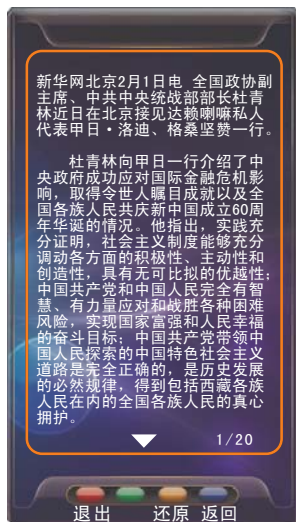 新华网北京2月1日电 全国政协副
主席、中共中央统战部部长杜青
林近日在北京接见达赖喇嘛私人
代表甲日·洛迪、格桑坚赞一行。
杜青林向甲日一行介绍了中
央政府成功应对国际金融危机影
响，取得令世人瞩目成就以及全
国各族人民共庆新中国成立60周
年华诞的情况。他指出，实践充
分证明，社会主义制度能够充分
调动各方面的积极性、主动性和
创造性，具有无可比拟的优越性；
中国共产党和中国人民完全有智
慧、有力量应对和战胜各种困难
风险，实现国家富强和人民幸福
的奋斗目标；中国共产党带领中
国人民探索的中国特色社会主义
道路是完全正确的，是历史发展
的必然规律，得到包括西藏各族
人民在内的全国各族人民的真心
拥护。
1/20
退出 还原 返回